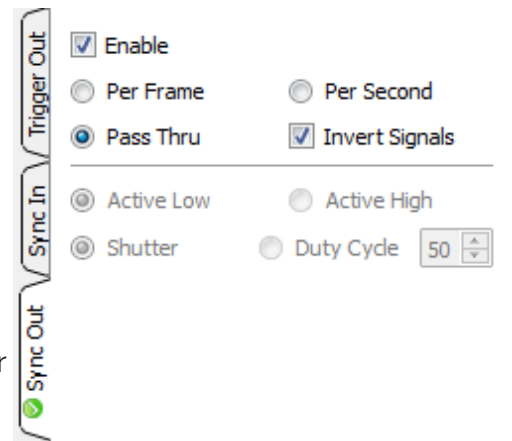 Trigger Out
Sync In
Sync Out
r
Enable
Per Frame Per Second
Pass Thru Invert Signals
Active Low Active High
Shutter Duty Cycle 50